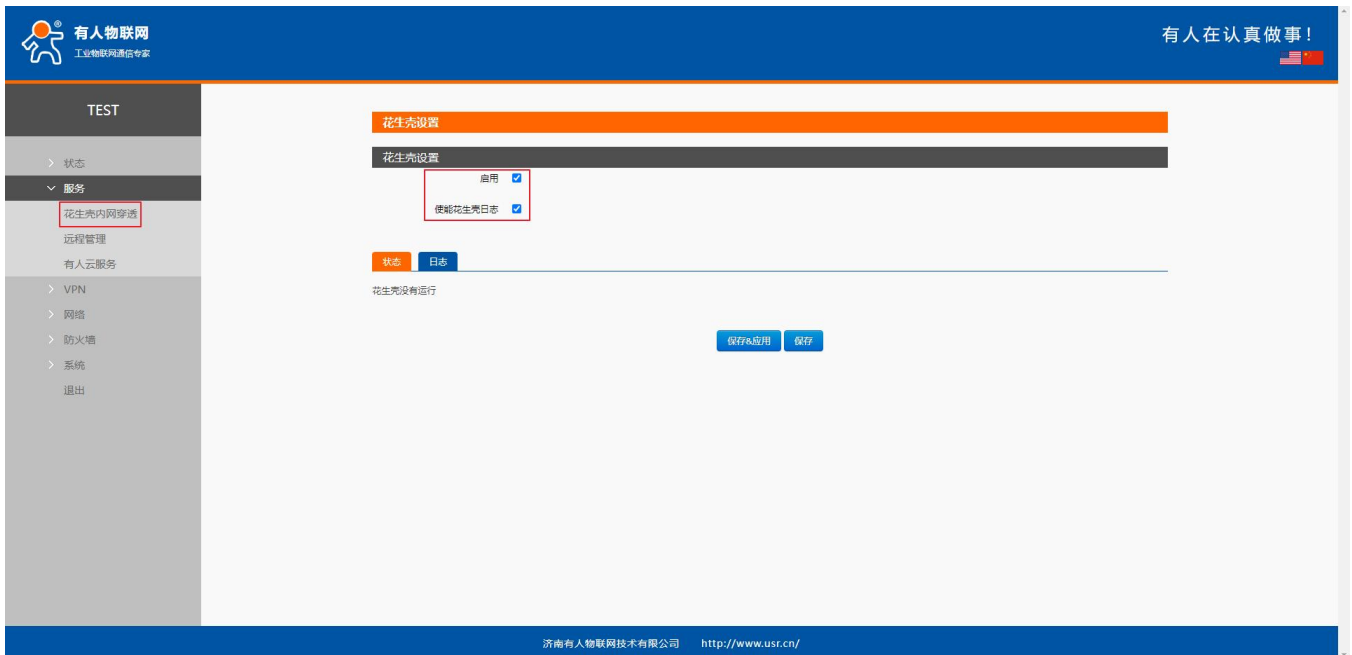 有人物联网
®
工业物联网通信专家
有人在认真做事！
TEST
状态
服务
花生壳内网穿透
远程管理
有人云服务
VPN
网络
防火墙
系统
退出
花生壳设置
花生壳设置
启用
使能花生壳日志
状态 日志
花生壳没有运行
保存&应用 保存
济南有人物联网技术有限公司 http://www.usr.cn/